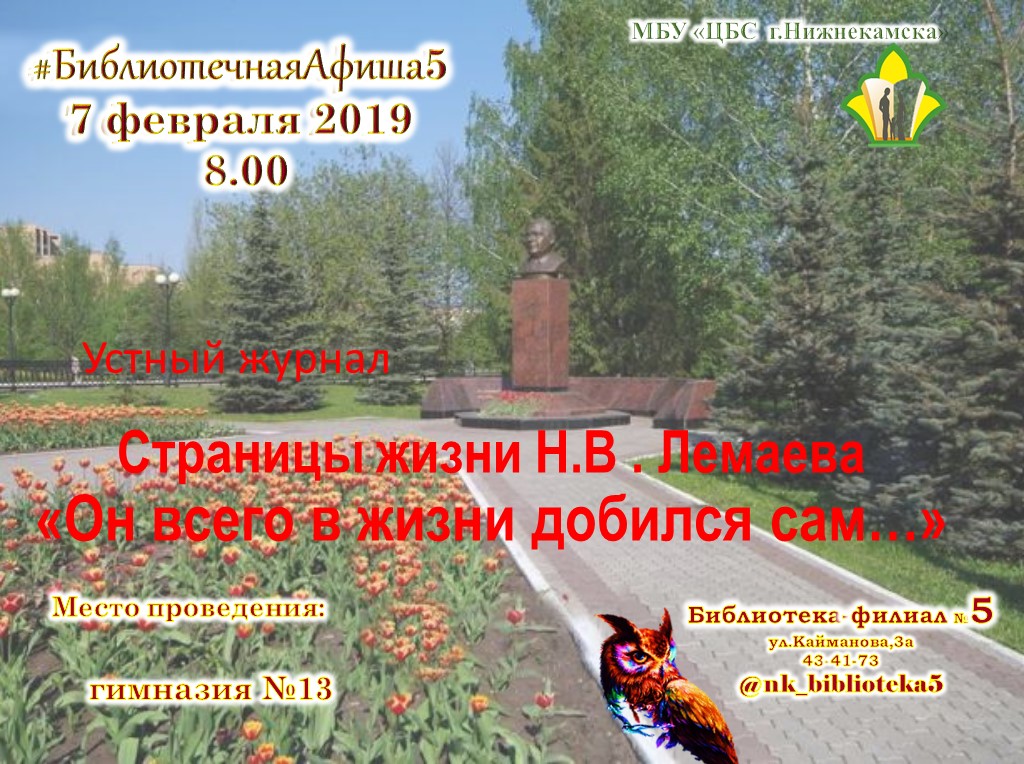 МБУ «ЦБС г.Нижнекамска»
#БиблиотечнаяАфиша5
7 февраля 2019
8.00
Устный журнал
Страницы жизни Н.В . Лемаева
«Он всего в жизни добился сам...»
Место проведения:
гимназия №13
Библиотека-филиал № 5
ул.Кайманова,3а
43-41-73
@nk_biblioteka5